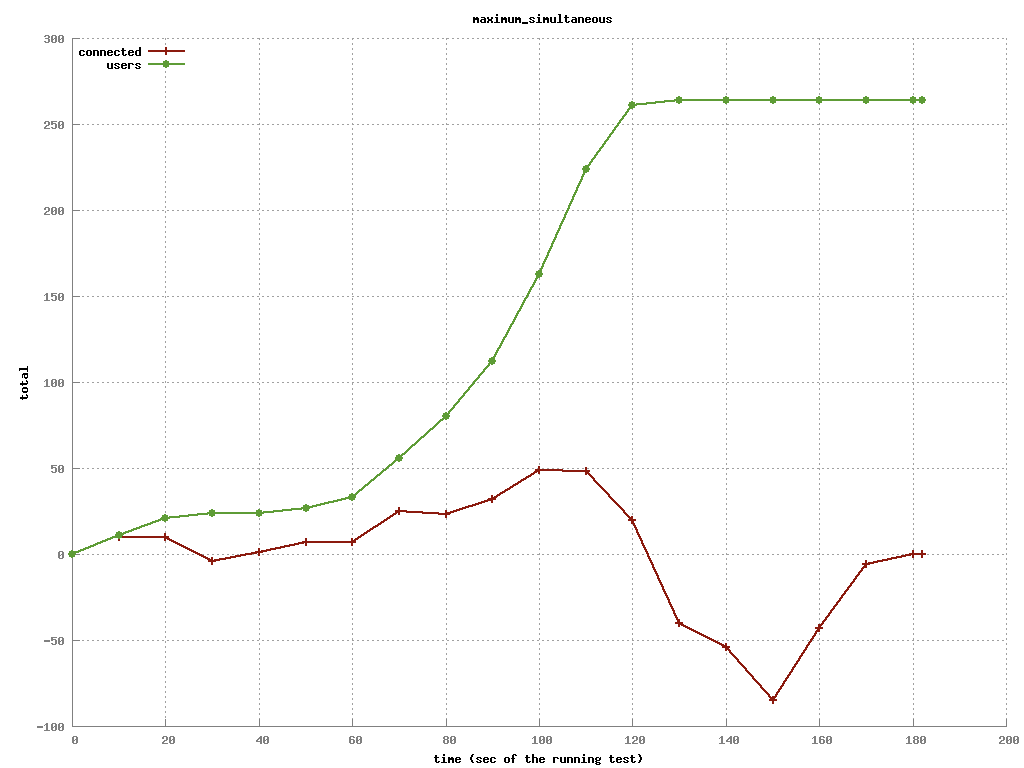 maximum_simultaneous
300
connected
users
250
200
150
100
total
50
0
-50
-100
0 20 40 60 80 100 120 140 160 180 200
time (sec of the running test)